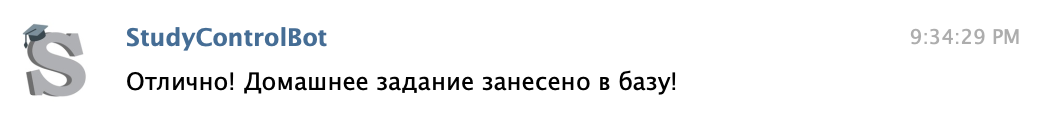 StudyControlBot 9:34:29 PM
Отлично! Домашнее задание занесено в базу!